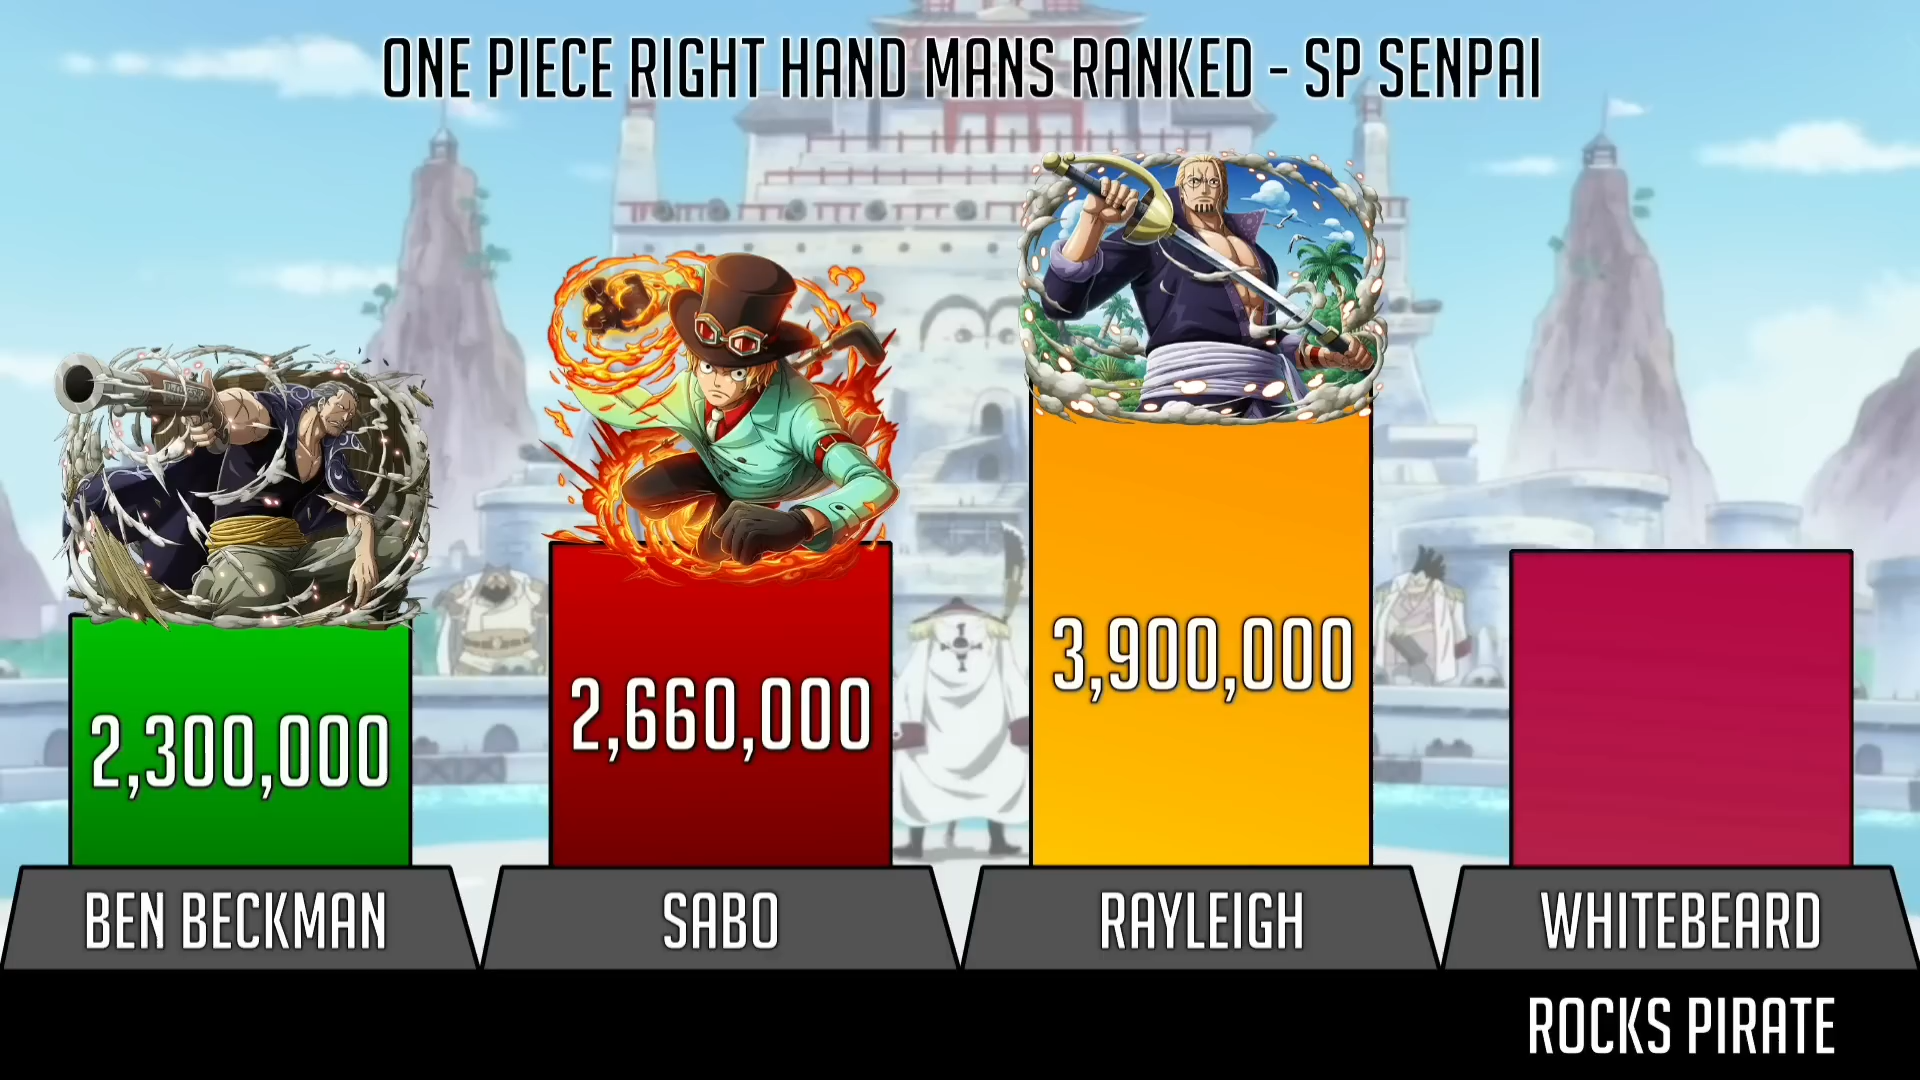 ONE PIECE RIGHT HAND MANS RANKED - SP SENPAI
2,300,000
2,660,000
3,900,000
BEN BECKMAN
SABO
RAYLEIGH
WHITEBEARD
ROCKS PIRATE